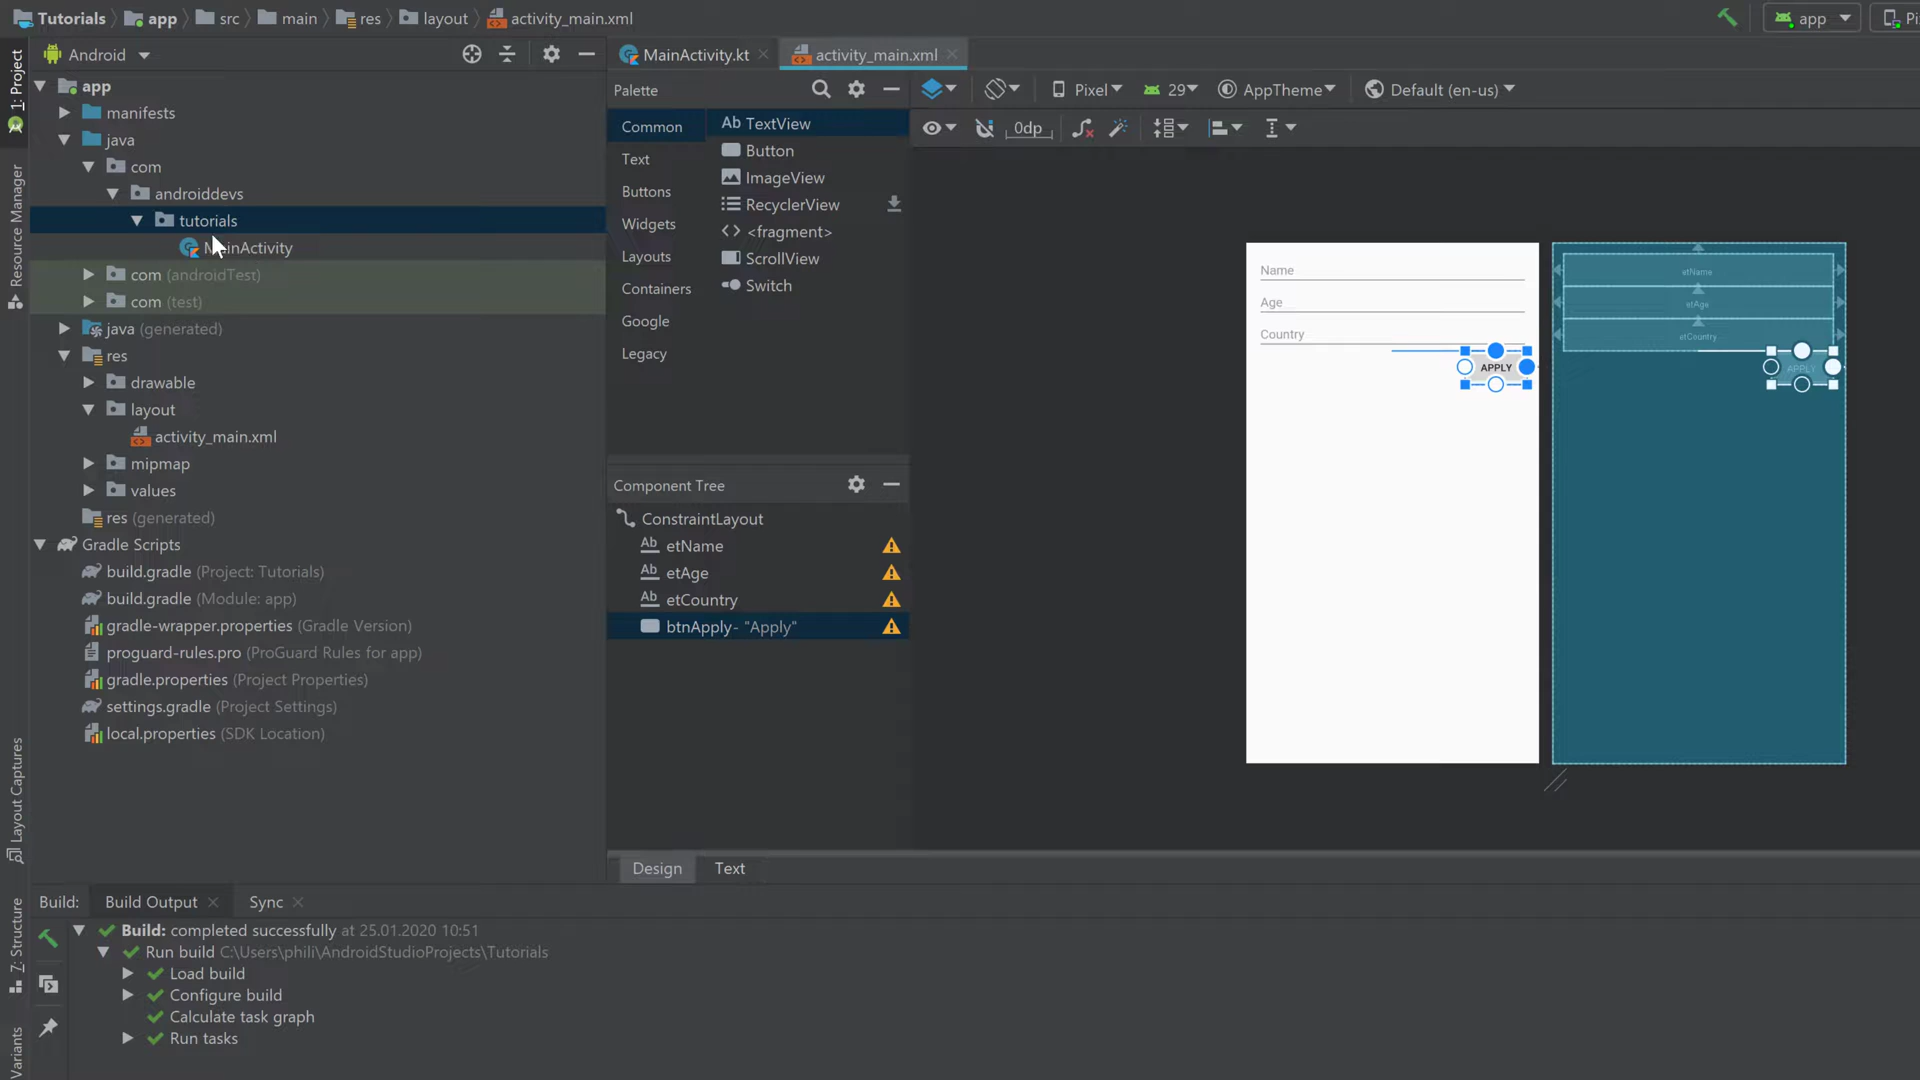 Tutorials app src main res layout activity_main.xml app
1: Project
Resource Manager
Layout Captures
Z: Structure
Variants
Android
app
manifests
java
com
androiddevs
tutorials
MainActivity
com (androidTest)
com (test)
java (generated)
res
drawable
layout
activity_main.xml
mipmap
values
res (generated)
Gradle Scripts
build.gradle (Project: Tutorials)
build.gradle (Module: app)
gradle-wrapper.properties (Gradle Version)
proguard-rules.pro (ProGuard Rules for app)
gradle.properties (Project Properties)
settings.gradle (Project Settings)
local.properties (SDK Location)
MainActivity.kt activity_main.xml
Palette
Common
Text
Buttons
Widgets
Layouts
Containers
Google
Legacy
Ab TextView
Button
ImageView
RecyclerView
<fragment>
ScrollView
Switch
Pixel 29 AppTheme Default (en-us)
0dp
Component Tree
ConstraintLayout
Ab etName
Ab etAge
Ab etCountry
btnApply- "Apply"
Name
Age
Country
APPLY
etName
etAge
etCountry
APPLY
Design Text
Build: Build Output Sync
Build: completed successfully at 25.01.2020 10:51
Run build C:\Users\phili\AndroidStudioProjects\Tutorials
Load build
Configure build
Calculate task graph
Run tasks